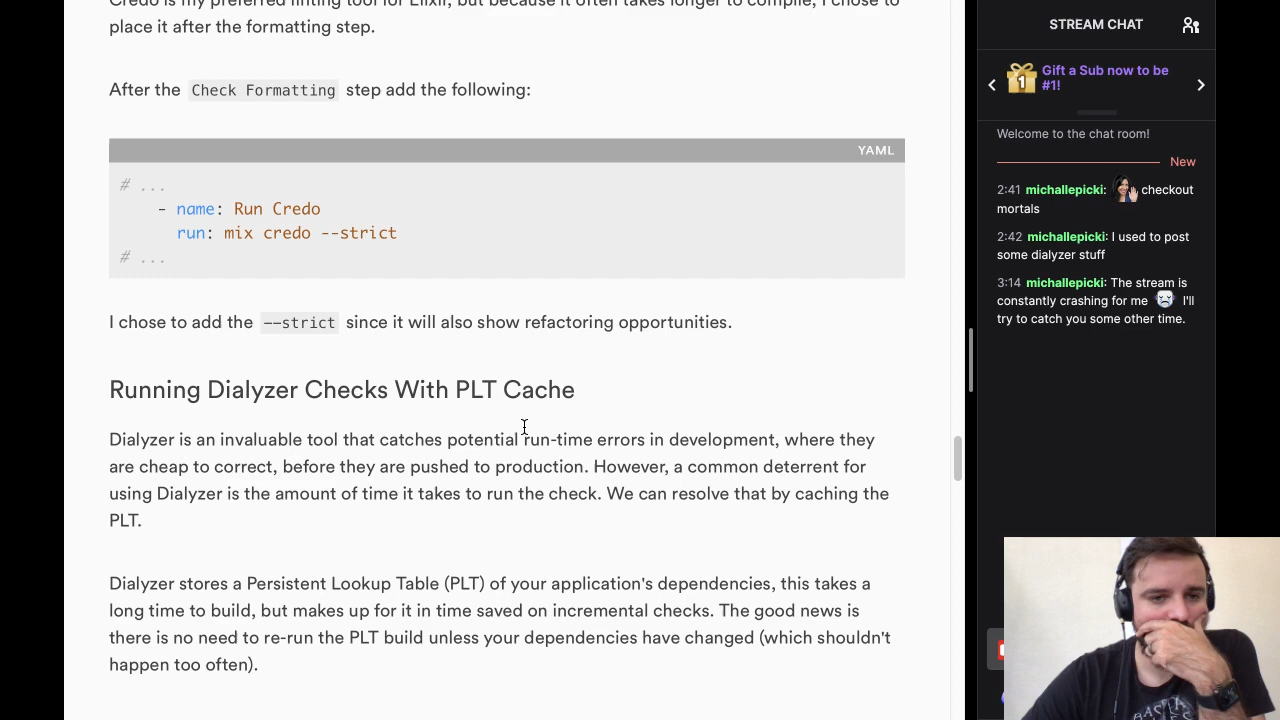 Credo is my preferred linting tool for Elixir, but because it often takes longer to compile, I chose to
place it after the formatting step.
After the Check Formatting step add the following:
YAML
# ...
- name: Run Credo
run: mix credo --strict
# ...
I chose to add the --strict since it will also show refactoring opportunities.
Running Dialyzer Checks With PLT Cache
Dialyzer is an invaluable tool that catches potential run-time errors in development, where they
are cheap to correct, before they are pushed to production. However, a common deterrent for
using Dialyzer is the amount of time it takes to run the check. We can resolve that by caching the
PLT.
Dialyzer stores a Persistent Lookup Table (PLT) of your application's dependencies, this takes a
long time to build, but makes up for it in time saved on incremental checks. The good news is
there is no need to re-run the PLT build unless your dependencies have changed (which shouldn't
happen too often).
STREAM CHAT
1
Gift a Sub now to be
#1!
Welcome to the chat room!
New
2:41 michallepicki: checkout
mortals
2:42 michallepicki: I used to post
some dialyzer stuff
3:14 michallepicki: The stream is
constantly crashing for me I'll
try to catch you some other time.